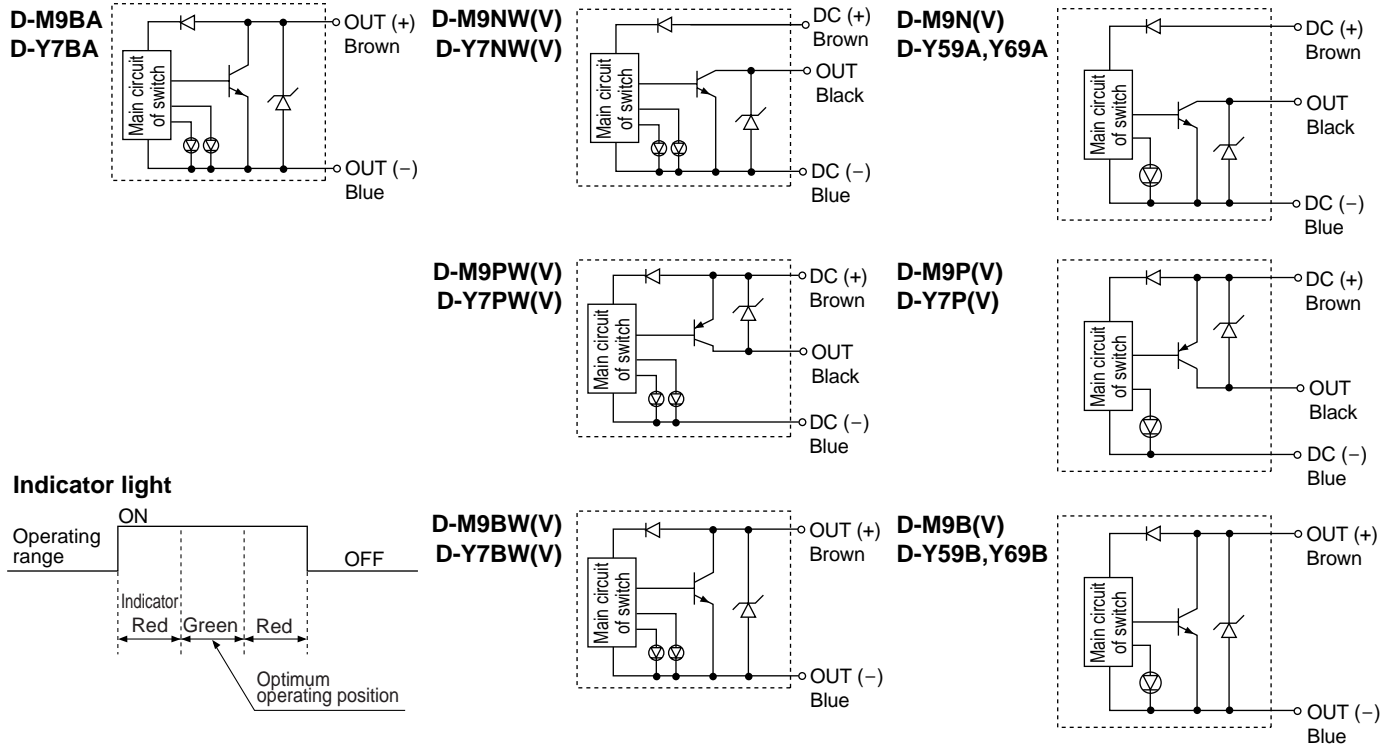 D-M9BA
D-Y7BA
Main circuit
of switch
OUT (+)
Brown
OUT (−)
Blue
D-M9NW(V)
D-Y7NW(V)
Main circuit
of switch
DC (+)
Brown
OUT
Black
DC (−)
Blue
D-M9N(V)
D-Y59A,Y69A
Main circuit
of switch
DC (+)
Brown
OUT
Black
DC (−)
Blue
D-M9PW(V)
D-Y7PW(V)
Main circuit
of switch
DC (+)
Brown
OUT
Black
DC (−)
Blue
D-M9P(V)
D-Y7P(V)
Main circuit
of switch
DC (+)
Brown
OUT
Black
DC (−)
Blue
Indicator light
ON
Operating
range
OFF
Indicator
Red Green Red
Optimum
operating position
D-M9BW(V)
D-Y7BW(V)
Main circuit
of switch
OUT (+)
Brown
OUT (−)
Blue
D-M9B(V)
D-Y59B,Y69B
Main circuit
of switch
OUT (+)
Brown
OUT (−)
Blue